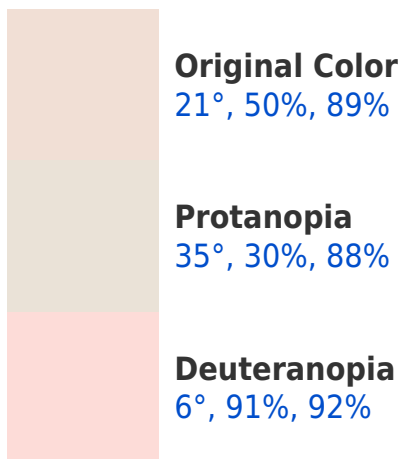 Original Color
21°, 50%, 89%
Protanopia
35°, 30%, 88%
Deuteranopia
6°, 91%, 92%